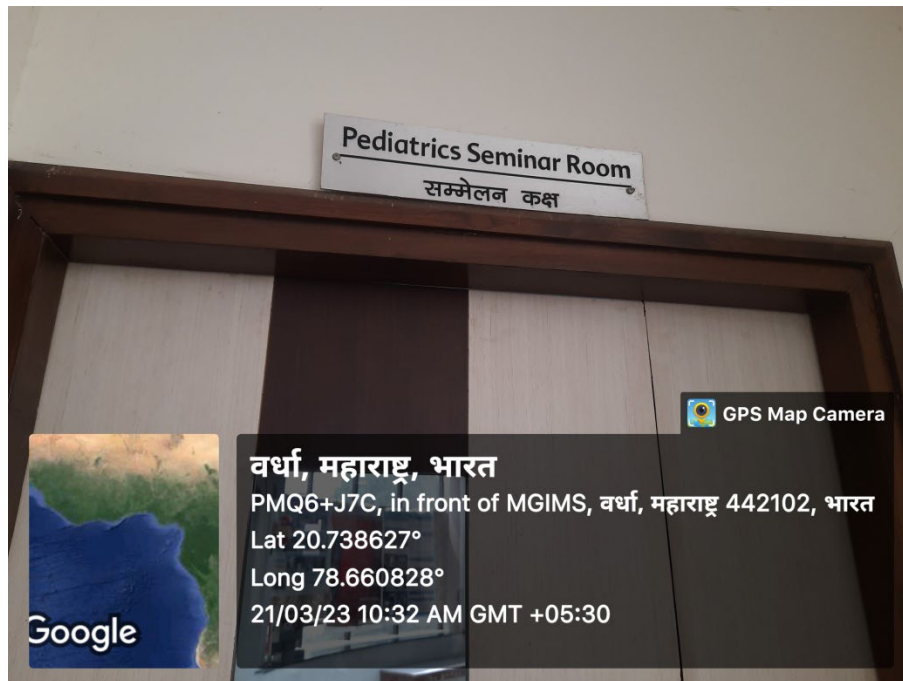 Pediatrics Seminar Room
सम्मेलन कक्ष
GPS Map Camera
वर्धा, महाराष्ट्र, भारत
PMQ6+J7C, in front of MGIMS, वर्धा, महाराष्ट्र 442102, भारत
Lat 20.738627°
Long 78.660828°
21/03/23 10:32 AM GMT +05:30
Google